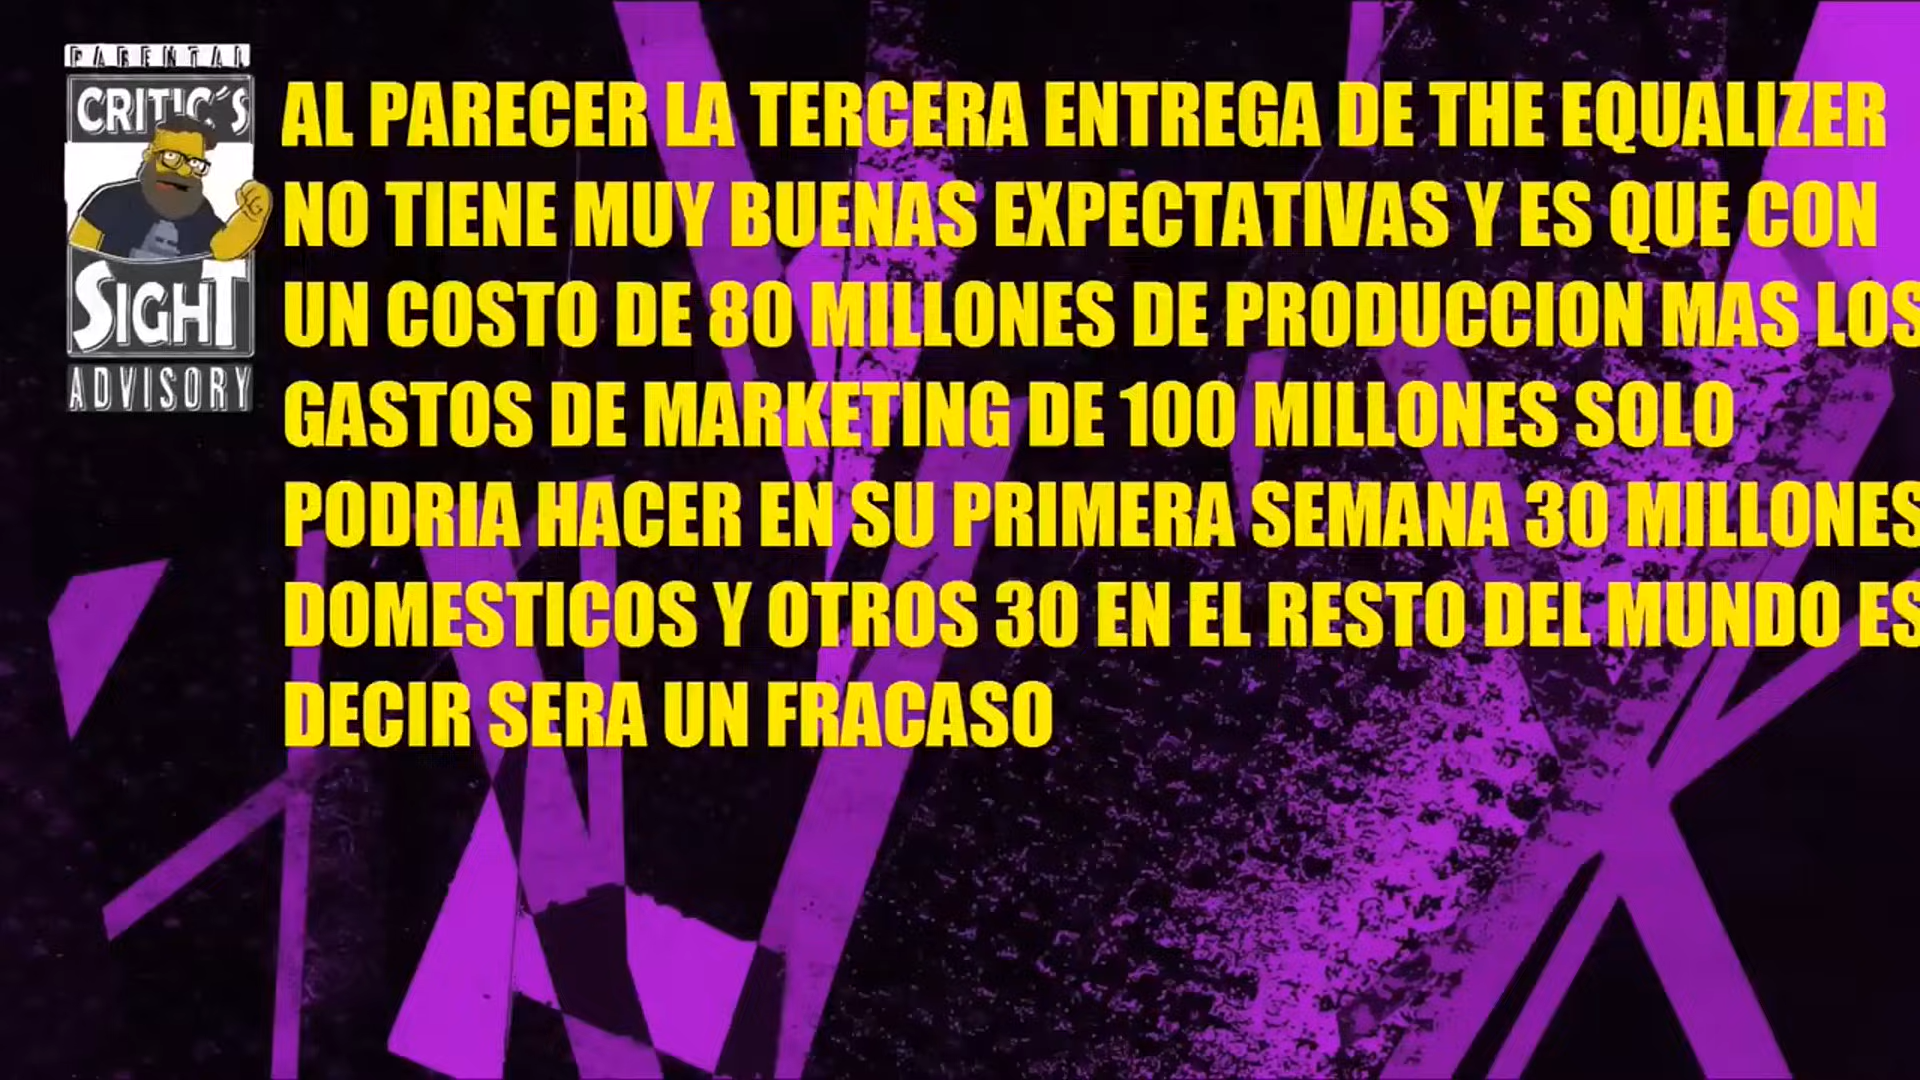 PARENTAL
CRITIC'S
SIGHT
ADVISORY
AL PARECER LA TERCERA ENTREGA DE THE EQUALIZER
NO TIENE MUY BUENAS EXPECTATIVAS Y ES QUE CON
UN COSTO DE 80 MILLONES DE PRODUCCION MAS LOS
GASTOS DE MARKETING DE 100 MILLONES SOLO
PODRIA HACER EN SU PRIMERA SEMANA 30 MILLONES
DOMESTICOS Y OTROS 30 EN EL RESTO DEL MUNDO ES
DECIR SERA UN FRACASO